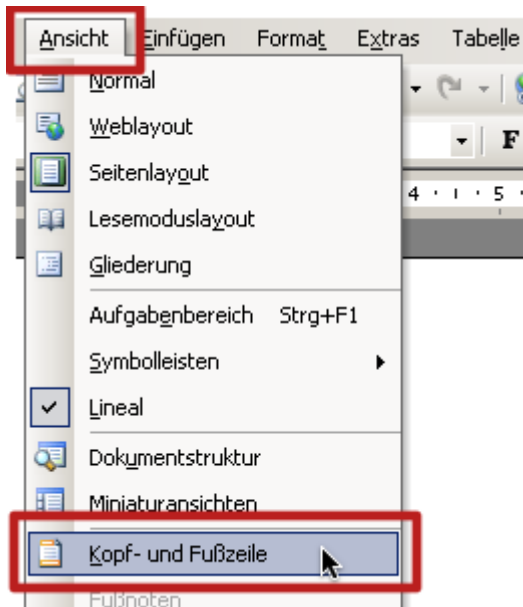 Ansicht Einfügen Format Extras Tabelle
Normal
Weblayout
F
Seitenlayout
4 5
Lesemoduslayout
Gliederung
Aufgabenbereich Strg+F1
Symbolleisten
Lineal
Dokumentstruktur
Miniaturansichten
Kopf- und Fußzeile
Fußnoten